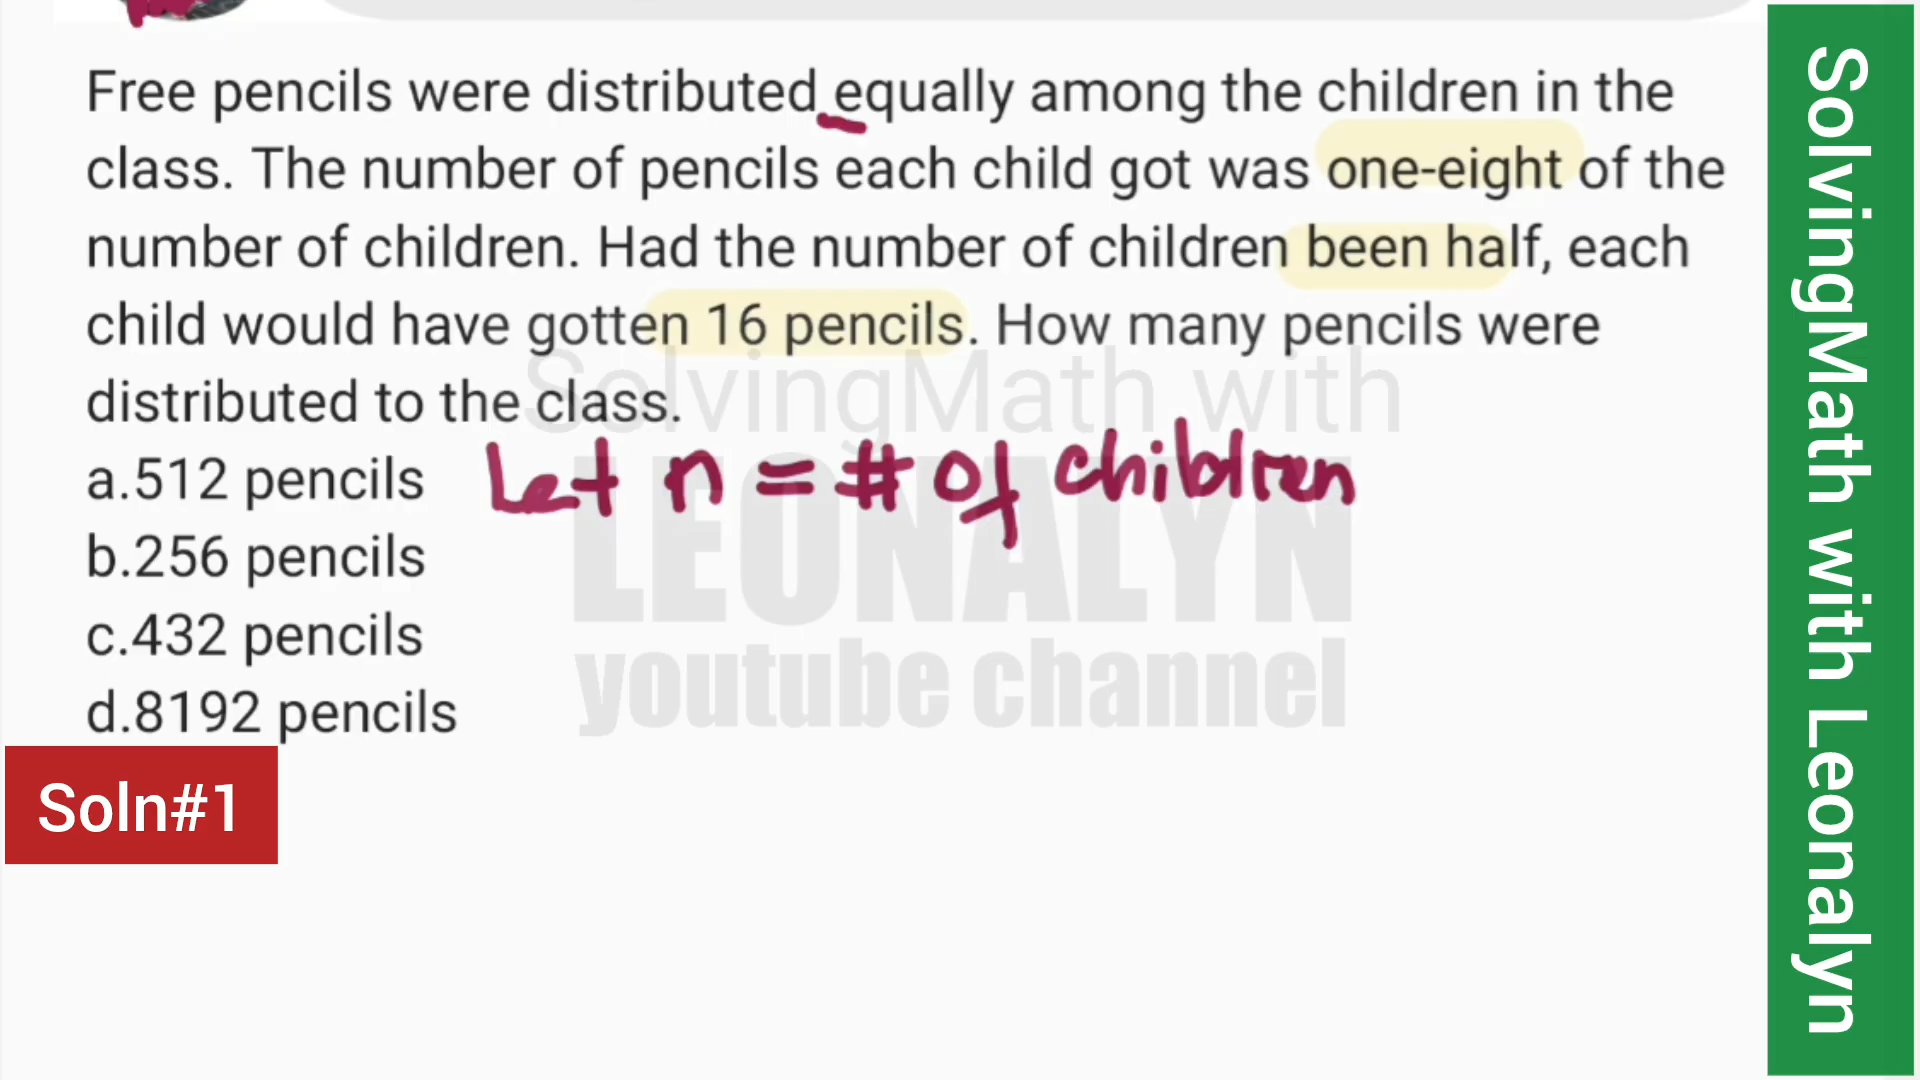 Free pencils were distributed equally among the children in the
class. The number of pencils each child got was one-eight of the
number of children. Had the number of children been half, each
child would have gotten 16 pencils. How many pencils were
distributed to the class.
a.512 pencils
Let n = # of children
b.256 pencils
c.432 pencils
d.8192 pencils
Soln#1
SolvingMath with
LEONALYN
youtube channel
SolvingMath with Leonalyn